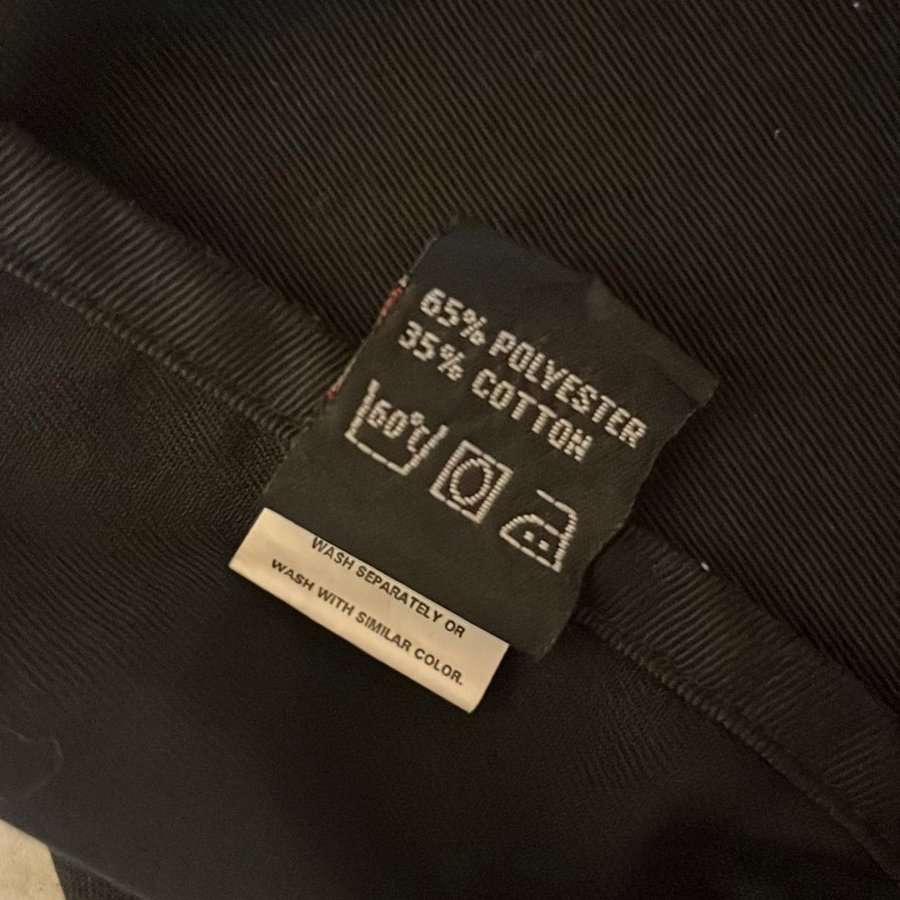 65% POLYESTER
35% COTTON
60°C
WASH SEPARATELY OR
WASH WITH SIMILAR COLOR.